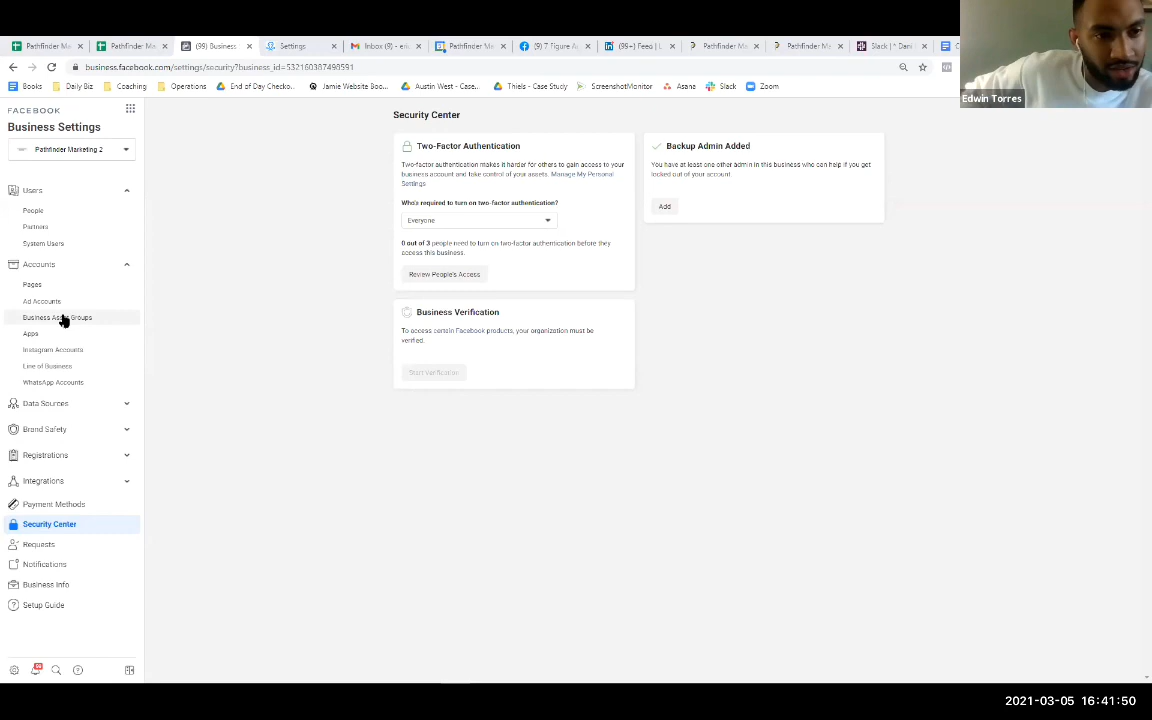 Pathfinder Ma
Pathfinder Mar
(99) Business
Settings
Inbox (9) - eri
Pathfinder M
(9) 7 Figure A
(99+) Feed | L
Pathfinder Mar
Pathfinder Mar
Slack | * Dani
business.facebook.com/settings/security?business_id=532160387498591
Books
Daily Biz
Coaching
Operations
End of Day Checko...
Jamie Website Boo...
Austin West - Case...
Thiels - Case Study
ScreenshotMonitor
Asana
Slack
Zoom
Edwin Torres
FACEBOOK
Business Settings
Pathfinder Marketing 2
Users
People
Partners
System Users
Accounts
Pages
Ad Accounts
Business Asset Groups
Apps
Instagram Accounts
Line of Business
WhatsApp Accounts
Data Sources
Brand Safety
Registrations
Integrations
Payment Methods
Security Center
Requests
Notifications
Business Info
Setup Guide
Security Center
Two-Factor Authentication
Two-factor authentication makes it harder for others to gain access to your
business account and take control of your assets. Manage My Personal
Settings
Who's required to turn on two-factor authentication?
Everyone
0 out of 3 people need to turn on two-factor authentication before they
access this business.
Review People's Access
Backup Admin Added
You have at least one other admin in this business who can help if you get
locked out of your account.
Add
Business Verification
To access certain Facebook products, your organization must be
verified.
Start Verification
2021-03-05 16:41:50